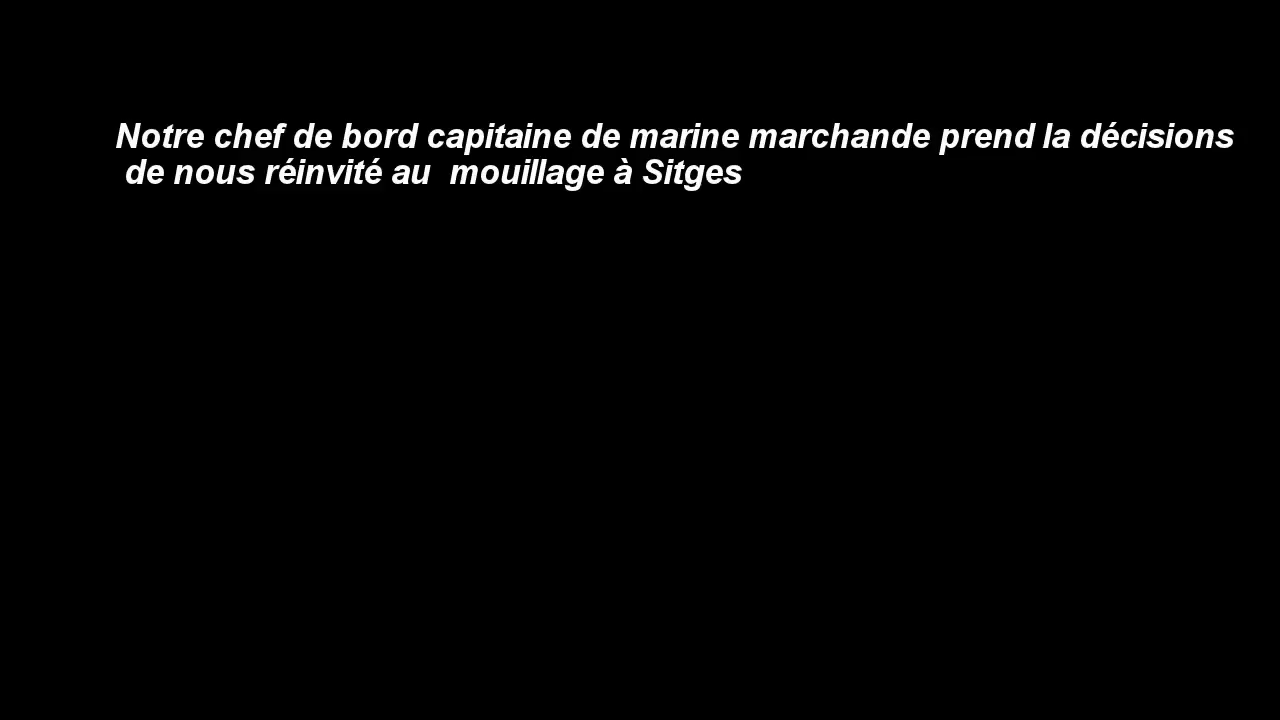 Notre chef de bord capitaine de marine marchande prend la décisions
de nous réinvité au  mouillage à Sitges